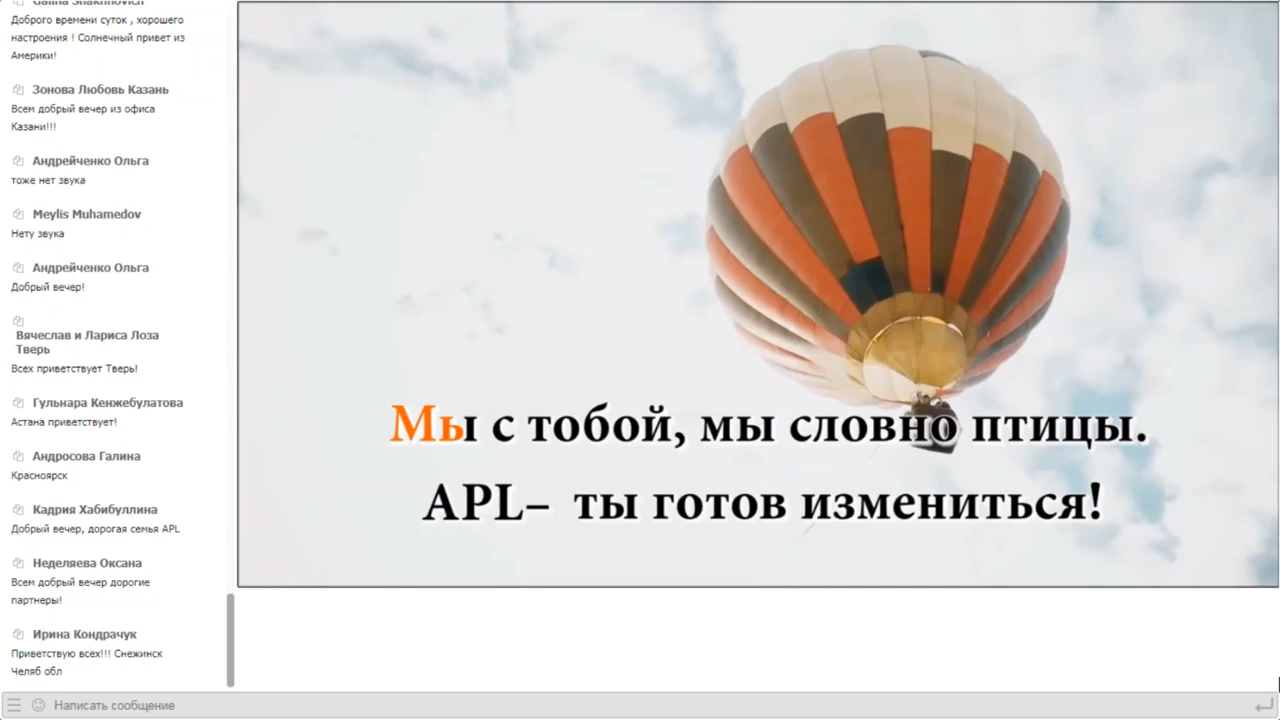 Galina Shakhnovich
Доброго времени суток , хорошего
настроения ! Солнечный привет из
Америки!
Зонова Любовь Казань
Всем добрый вечер из офиса
Казани!!!
Андрейченко Ольга
тоже нет звука
Meylis Muhamedov
Нету звука
Андрейченко Ольга
Добрый вечер!
Вячеслав и Лариса Лоза
Тверь
Всех приветствует Тверь!
Гульнара Кенжебулатова
Астана приветствует!
Андросова Галина
Красноярск
Кадрия Хабибуллина
Добрый вечер, дорогая семья APL
Неделяева Оксана
Всем добрый вечер дорогие
партнеры!
Ирина Кондрачук
Приветствую всех!!! Снежинск
Челяб обл
Написать сообщение
Мы с тобой, мы словно птицы.
APL– ты готов измениться!